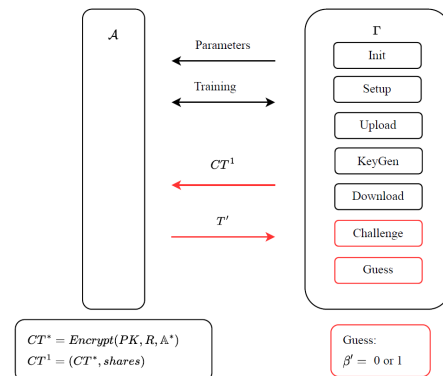 𝒜
Γ
Parameters
Init
Training
Setup
Upload
CT¹
KeyGen
Download
T′
Challenge
Guess
CT* = Encrypt(PK, R, 𝔸*)
CT¹ = (CT*, shares)
Guess:
β′ = 0 or 1